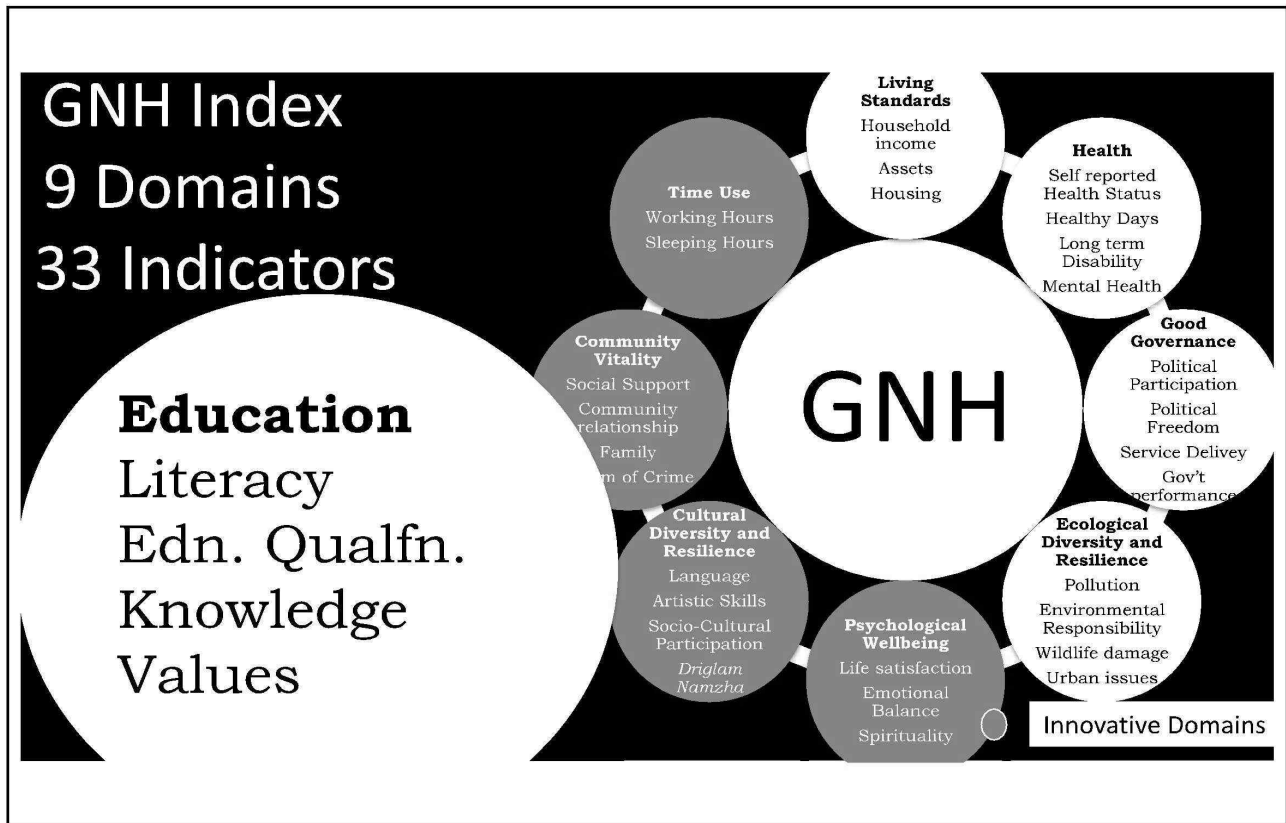 GNH Index
9 Domains
33 Indicators
Education
Literacy
Edn. Qualfn.
Knowledge
Values
Living
Standards
Household
income
Assets
Housing
Health
Self reported
Health Status
Healthy Days
Long term
Disability
Mental Health
Good
Governance
Political
Participation
Political
Freedom
Service Delivey
Gov't
performance
Ecological
Diversity and
Resilience
Pollution
Environmental
Responsibility
Wildlife damage
Urban issues
Psychological
Wellbeing
Life satisfaction
Emotional
Balance
Spirituality
Cultural
Diversity and
Resilience
Language
Artistic Skills
Socio-Cultural
Participation
Driglam
Namzha
Community
Vitality
Social Support
Community
relationship
Family
m of Crime
Time Use
Working Hours
Sleeping Hours
GNH
Innovative Domains